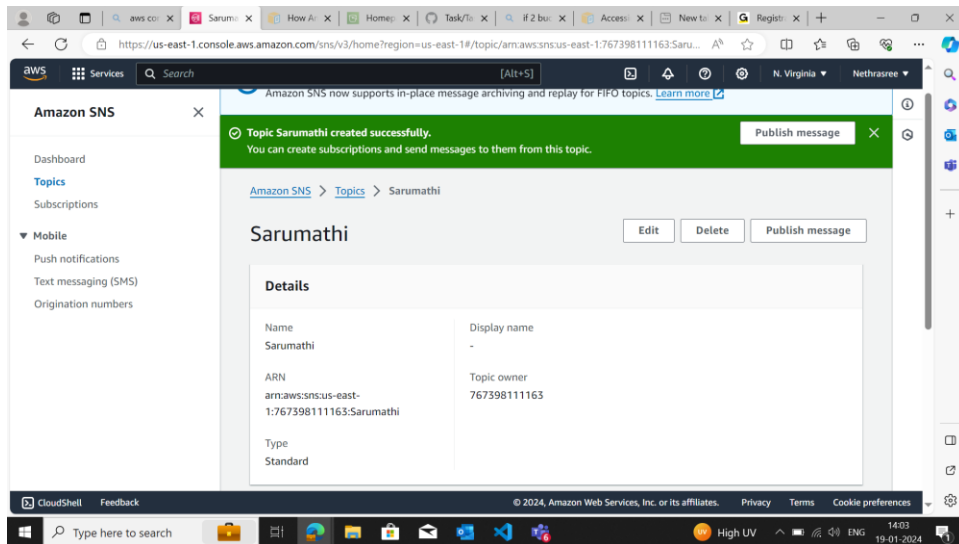 aws cor
Saruma
How Ac
Homep
Task/Ta
if 2 buc
Access
New ta
Registr
https://us-east-1.console.aws.amazon.com/sns/v3/home?region=us-east-1#/topic/arn:aws:sns:us-east-1:767398111163:Saru...
aws
Services
Search
[Alt+S]
N. Virginia
Nethrasree
Amazon SNS
Dashboard
Topics
Subscriptions
Mobile
Push notifications
Text messaging (SMS)
Origination numbers
Amazon SNS now supports in-place message archiving and replay for FIFO topics. Learn more
Topic Sarumathi created successfully.
You can create subscriptions and send messages to them from this topic.
Publish message
Amazon SNS > Topics > Sarumathi
Sarumathi
Edit
Delete
Publish message
Details
Name
Sarumathi
Display name
-
ARN
arn:aws:sns:us-east-
1:767398111163:Sarumathi
Topic owner
767398111163
Type
Standard
CloudShell
Feedback
© 2024, Amazon Web Services, Inc. or its affiliates.
Privacy
Terms
Cookie preferences
Type here to search
High UV
ENG
14:03
19-01-2024